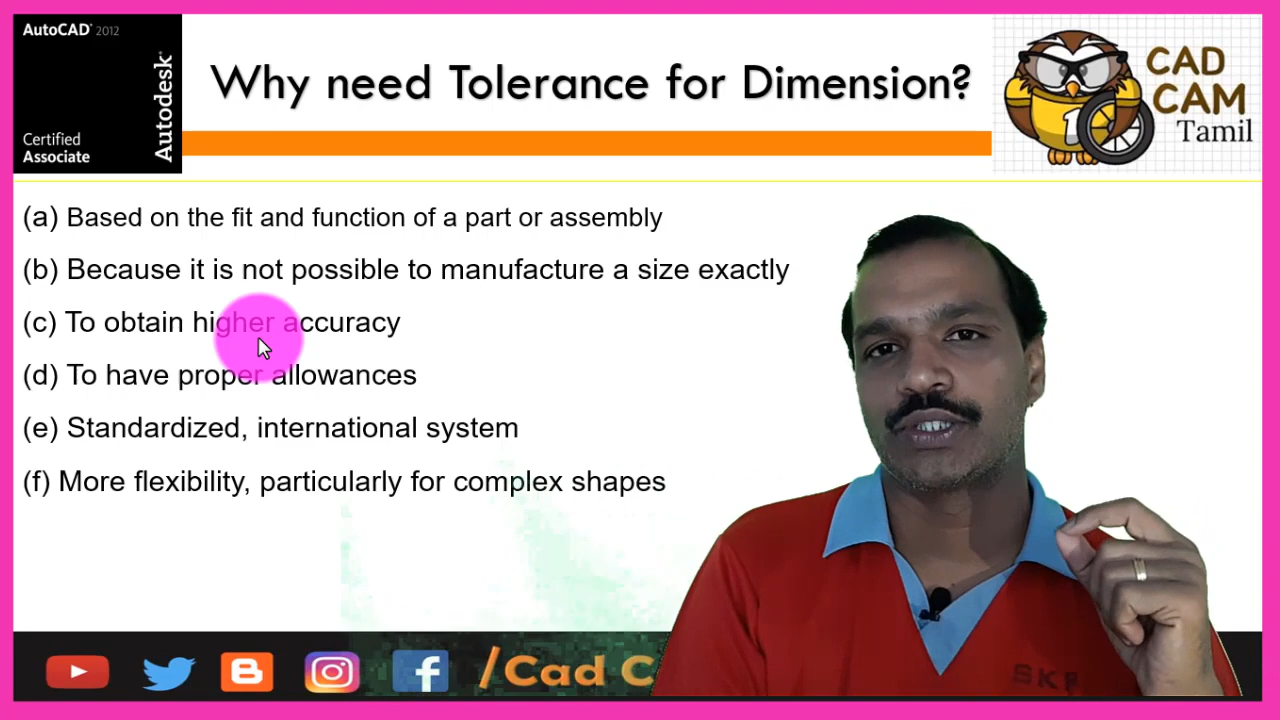 AutoCAD® 2012
Autodesk®
Certified
Associate
Why need Tolerance for Dimension?
CAD
CAM
Tamil
1
(a) Based on the fit and function of a part or assembly
(b) Because it is not possible to manufacture a size exactly
(c) To obtain higher accuracy
(d) To have proper allowances
(e) Standardized, international system
(f) More flexibility, particularly for complex shapes
/Cad C